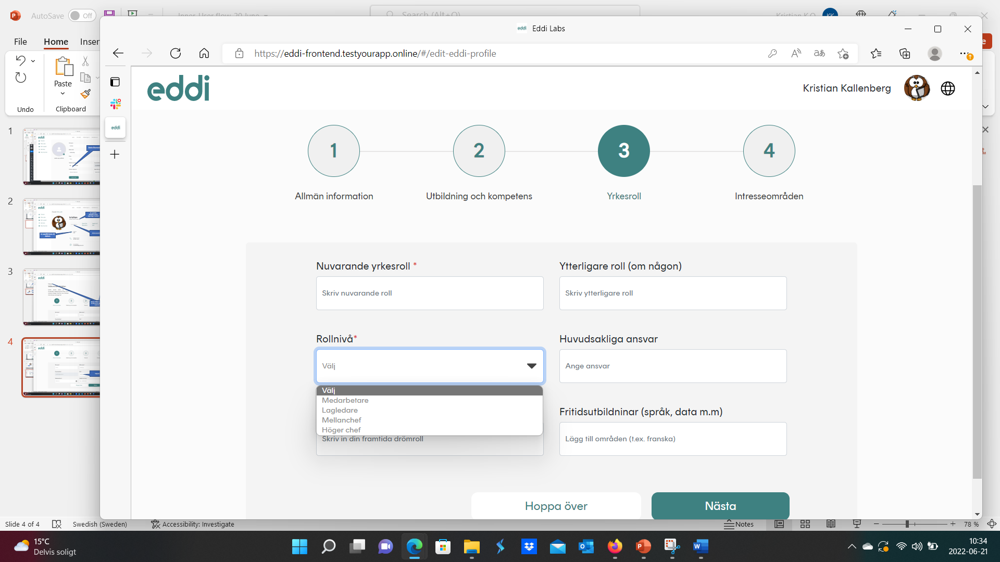 AutoSave Off
Kristian K.O
KK
Eddi Labs
File Home Inser
https://eddi-frontend.testyourapp.online/#/edit-eddi-profile
Paste
Undo Clipboard
eddi
Kristian Kallenberg
eddi
1 2 3 4
Allmän information Utbildning och kompetens Yrkesroll Intresseområden
1
2
3
4
Nuvarande yrkesroll * Ytterligare roll (om någon)
Skriv nuvarande roll Skriv ytterligare roll
Rollnivå* Huvudsakliga ansvar
Välj Ange ansvar
Välj
Medarbetare
Lagledare
Mellanchef
Höger chef
Fritidsutbildninar (språk, data m.m)
Skriv in din framtida drömroll Lägg till områden (t.ex. franska)
Hoppa över Nästa
Slide 4 of 4 Swedish (Sweden) Accessibility: Investigate Notes 78 %
15°C
Delvis soligt
10:34
2022-06-21